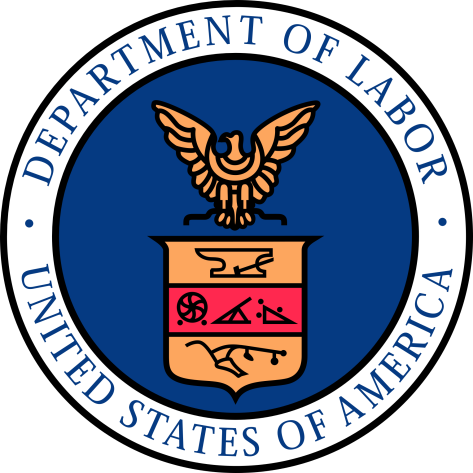 DEPARTMENT OF LABOR
UNITED STATES OF AMERICA